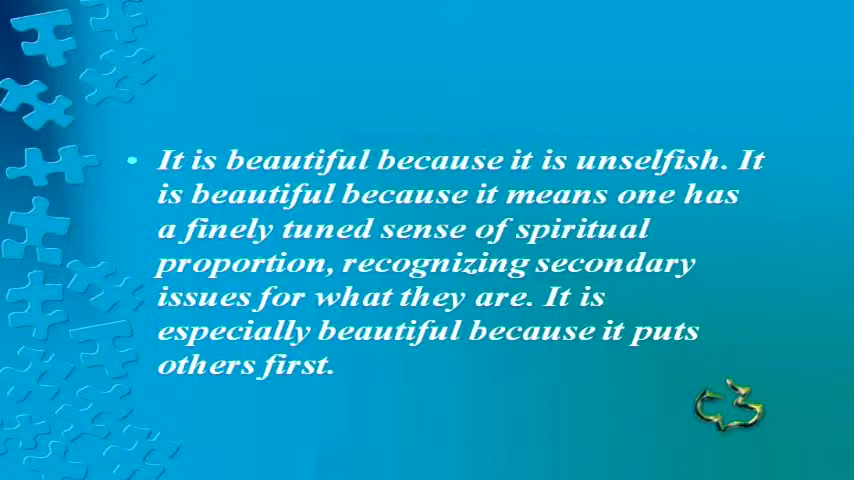 • It is beautiful because it is unselfish. It
is beautiful because it means one has
a finely tuned sense of spiritual
proportion, recognizing secondary
issues for what they are. It is
especially beautiful because it puts
others first.